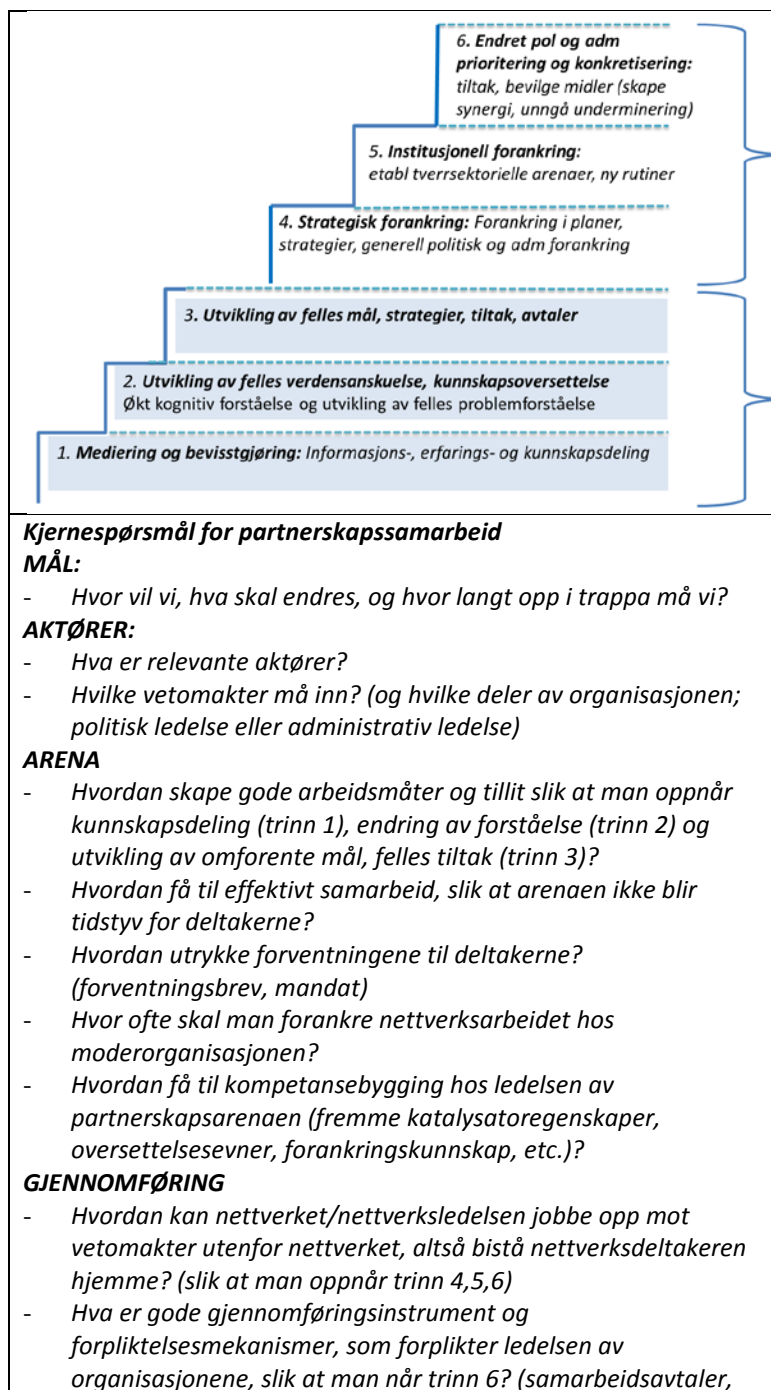 6. Endret pol og adm
prioritering og konkretisering:
tiltak, bevilge midler (skape
synergi, unngå underminering)
5. Institusjonell forankring:
etabl tverrsektorielle arenaer, ny rutiner
4. Strategisk forankring: Forankring i planer,
strategier, generell politisk og adm forankring
3. Utvikling av felles mål, strategier, tiltak, avtaler
2. Utvikling av felles verdensanskuelse, kunnskapsoversettelse
Økt kognitiv forståelse og utvikling av felles problemforståelse
1. Mediering og bevisstgjøring: Informasjons-, erfarings- og kunnskapsdeling
Kjernespørsmål for partnerskapssamarbeid
MÅL:
- Hvor vil vi, hva skal endres, og hvor langt opp i trappa må vi?
AKTØRER:
- Hva er relevante aktører?
- Hvilke vetomakter må inn? (og hvilke deler av organisasjonen;
politisk ledelse eller administrativ ledelse)
ARENA
- Hvordan skape gode arbeidsmåter og tillit slik at man oppnår
kunnskapsdeling (trinn 1), endring av forståelse (trinn 2) og
utvikling av omforente mål, felles tiltak (trinn 3)?
- Hvordan få til effektivt samarbeid, slik at arenaen ikke blir
tidstyv for deltakerne?
- Hvordan utrykke forventningene til deltakerne?
(forventningsbrev, mandat)
- Hvor ofte skal man forankre nettverksarbeidet hos
moderorganisasjonen?
- Hvordan få til kompetansebygging hos ledelsen av
partnerskapsarenaen (fremme katalysatoregenskaper,
oversettelsesevner, forankringskunnskap, etc.)?
GJENNOMFØRING
- Hvordan kan nettverket/nettverksledelsen jobbe opp mot
vetomakter utenfor nettverket, altså bistå nettverksdeltakeren
hjemme? (slik at man oppnår trinn 4,5,6)
- Hva er gode gjennomføringsinstrument og
forpliktelsesmekanismer, som forplikter ledelsen av
organisasjonene, slik at man når trinn 6? (samarbeidsavtaler,